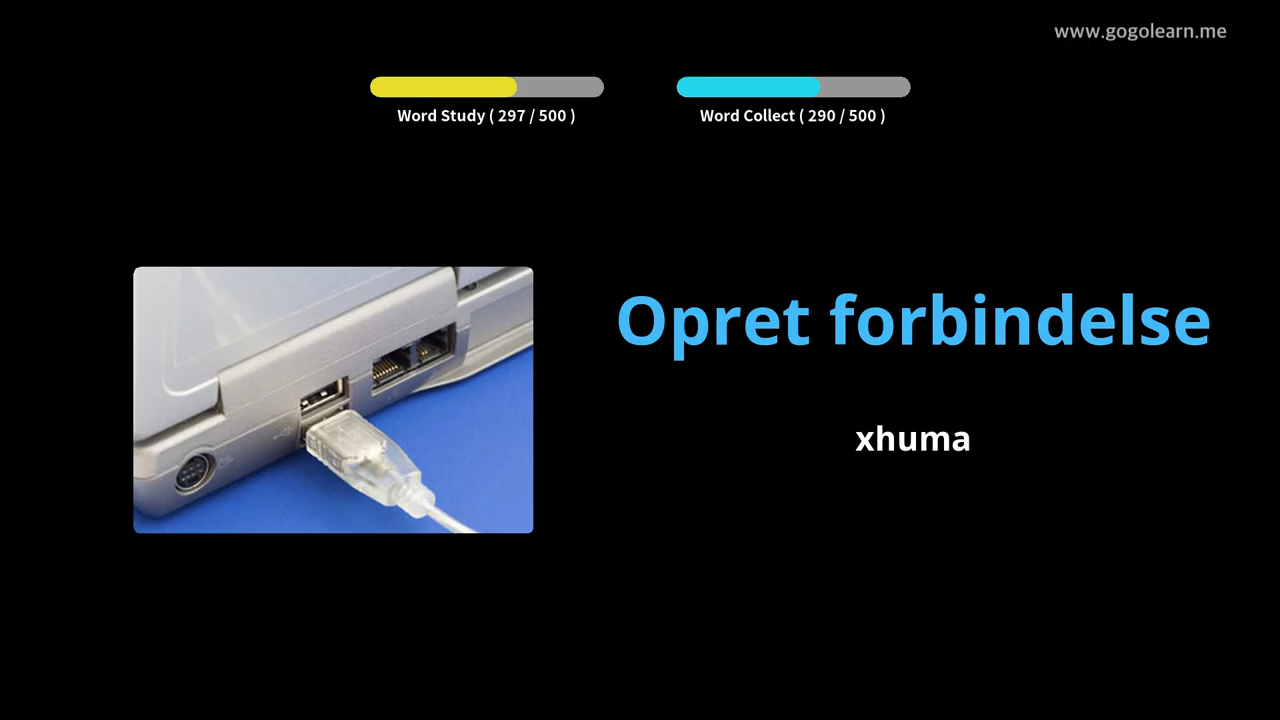 www.gogolearn.me
Word Study ( 297 / 500 )
Word Collect ( 290 / 500 )
Opret forbindelse
xhuma